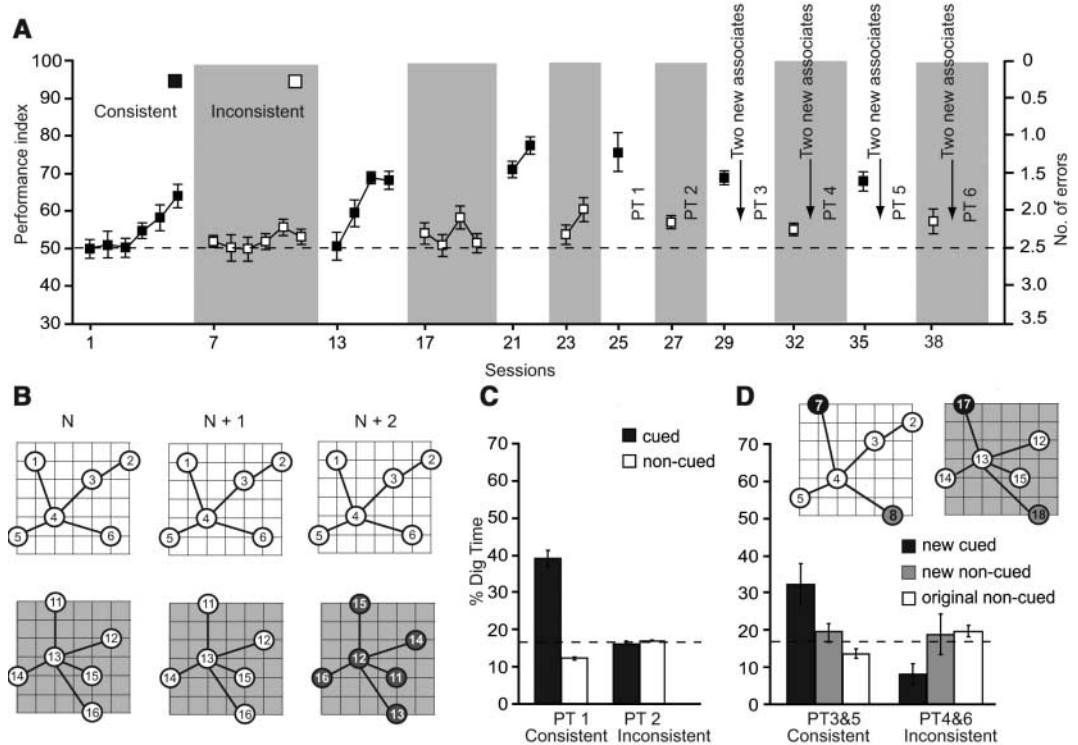 A
Two new associates
Two new associates
Two new associates
Two new associates
100 0
90 0.5
80 1.0
70 1.5
60 2.0
50 2.5
40 3.0
30 3.5
Performance index
No. of errors
Consistent
Inconsistent
PT 1
PT 2
PT 3
PT 4
PT 5
PT 6
1 7 13 17 21 23 25 27 29 32 35 38
Sessions
B
N N + 1 N + 2
1 2 3 4 5 6
1 2 3 4 5 6
1 2 3 4 5 6
11 12 13 14 15 16
11 12 13 14 15 16
15 14 12 16 11 13
C
cued
non-cued
% Dig Time
70
60
50
40
30
20
10
0
PT 1 PT 2
Consistent Inconsistent
D
7 2 3 4 5 8
17 12 13 14 15 18
new cued
new non-cued
original non-cued
70
60
50
40
30
20
10
0
PT3&5 PT4&6
Consistent Inconsistent